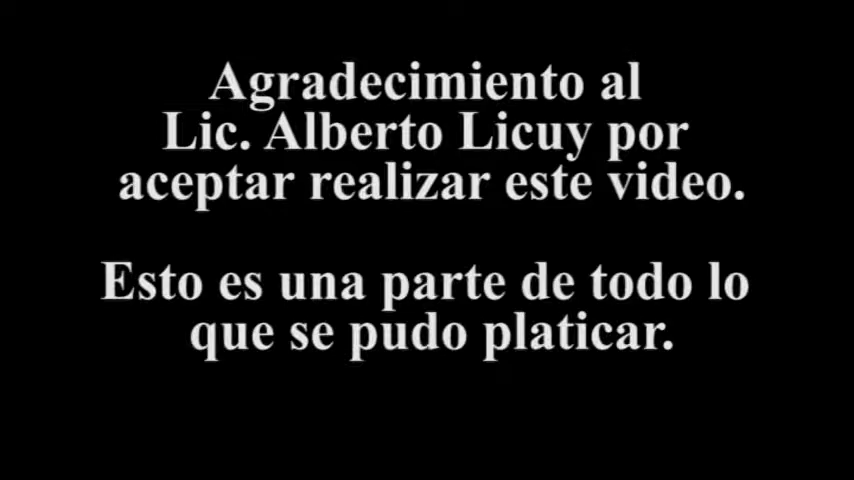 Agradecimiento al
Lic. Alberto Licuy por
aceptar realizar este video.
Esto es una parte de todo lo
que se pudo platicar.